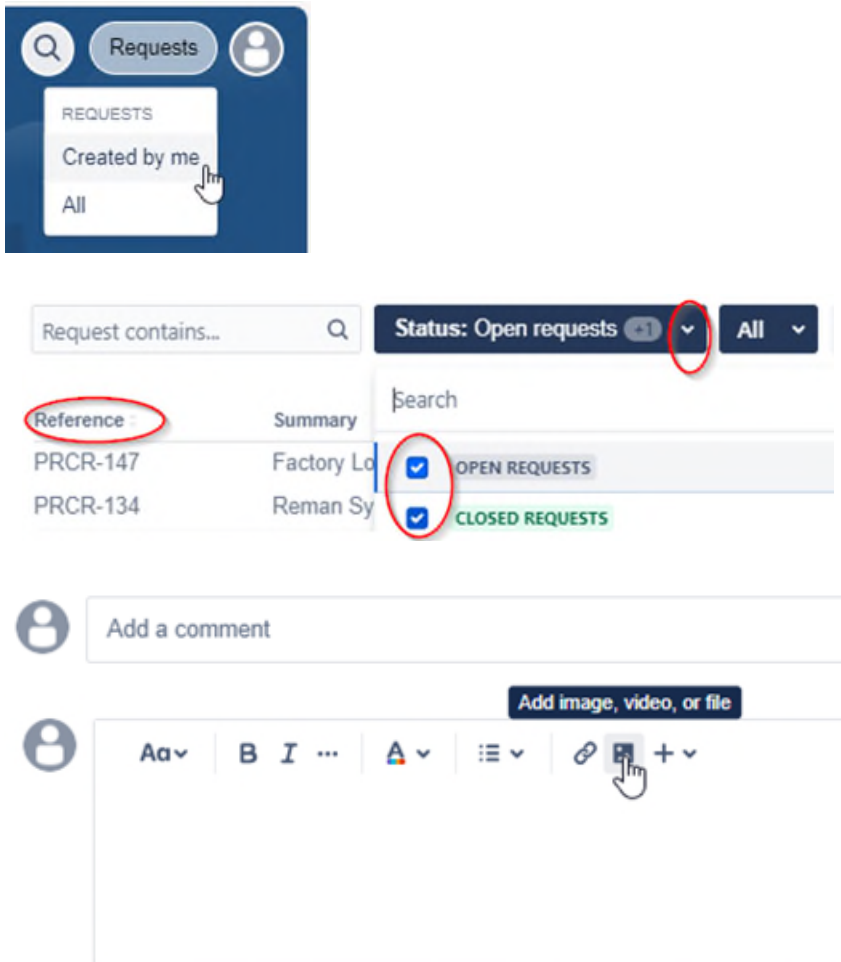 Requests
REQUESTS
Created by me
All
Request contains...
Status: Open requests +1
All
Search
Reference
Summary
OPEN REQUESTS
CLOSED REQUESTS
PRCR-147
Factory Lo
PRCR-134
Reman Sy
Add a comment
Add image, video, or file
Aa
B I ...
A